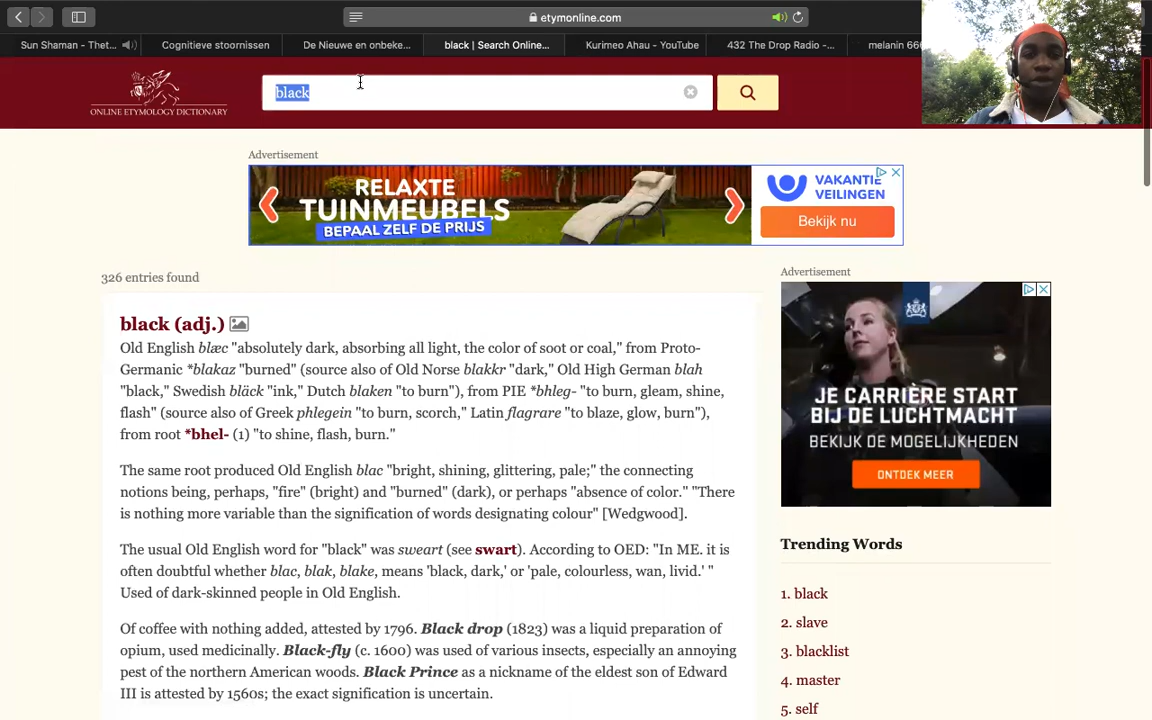 etymonline.com
Sun Shaman - Thet...
Cognitieve stoornissen
De Nieuwe en onbeke...
black | Search Online...
Kurimeo Ahau - YouTube
432 The Drop Radio -...
melanin 666
ONLINE ETYMOLOGY DICTIONARY
black
Advertisement
RELAXTE
TUINMEUBELS
BEPAAL ZELF DE PRIJS
VAKANTIE
VEILINGEN
Bekijk nu
326 entries found
black (adj.)
Old English blæc "absolutely dark, absorbing all light, the color of soot or coal," from Proto-
Germanic *blakaz "burned" (source also of Old Norse blakkr "dark," Old High German blah
"black," Swedish bläck "ink," Dutch blaken "to burn"), from PIE *bhleg- "to burn, gleam, shine,
flash" (source also of Greek phlegein "to burn, scorch," Latin flagrare "to blaze, glow, burn"),
from root *bhel- (1) "to shine, flash, burn."
The same root produced Old English blac "bright, shining, glittering, pale;" the connecting
notions being, perhaps, "fire" (bright) and "burned" (dark), or perhaps "absence of color." "There
is nothing more variable than the signification of words designating colour" [Wedgwood].
The usual Old English word for "black" was sweart (see swart). According to OED: "In ME. it is
often doubtful whether blac, blak, blake, means 'black, dark,' or 'pale, colourless, wan, livid.' "
Used of dark-skinned people in Old English.
Of coffee with nothing added, attested by 1796. Black drop (1823) was a liquid preparation of
opium, used medicinally. Black-fly (c. 1600) was used of various insects, especially an annoying
pest of the northern American woods. Black Prince as a nickname of the eldest son of Edward
III is attested by 1560s; the exact signification is uncertain.
Advertisement
JE CARRIÈRE START
BIJ DE LUCHTMACHT
BEKIJK DE MOGELIJKHEDEN
ONTDEK MEER
Trending Words
1. black
2. slave
3. blacklist
4. master
5. self